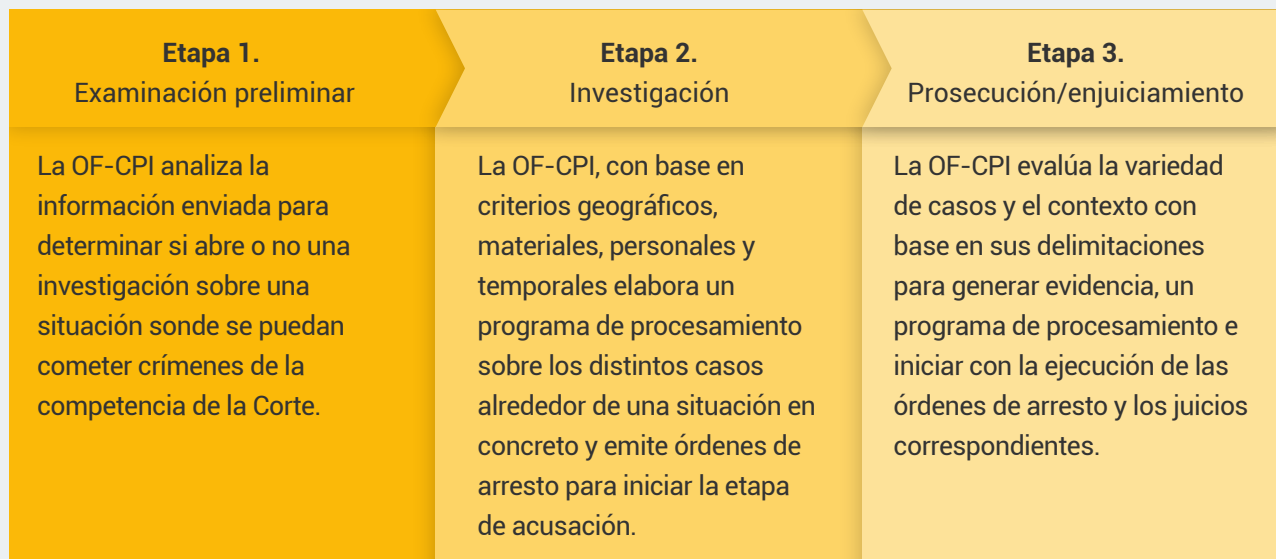 Etapa 1.
Examinación preliminar
La OF-CPI analiza la
información enviada para
determinar si abre o no una
investigación sobre una
situación sonde se puedan
cometer crímenes de la
competencia de la Corte.
Etapa 2.
Investigación
La OF-CPI, con base en
criterios geográficos,
materiales, personales y
temporales elabora un
programa de procesamiento
sobre los distintos casos
alrededor de una situación en
concreto y emite órdenes de
arresto para iniciar la etapa
de acusación.
Etapa 3.
Prosecución/enjuiciamiento
La OF-CPI evalúa la variedad
de casos y el contexto con
base en sus delimitaciones
para generar evidencia, un
programa de procesamiento e
iniciar con la ejecución de las
órdenes de arresto y los juicios
correspondientes.